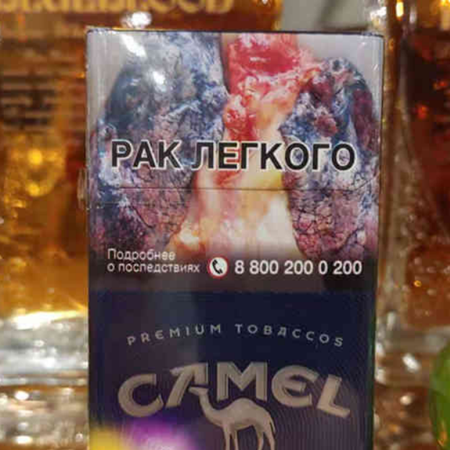 РАК ЛЕГКОГО
Подробнее
о последствиях 8 800 200 0 200
PREMIUM TOBACCOS
CAMEL